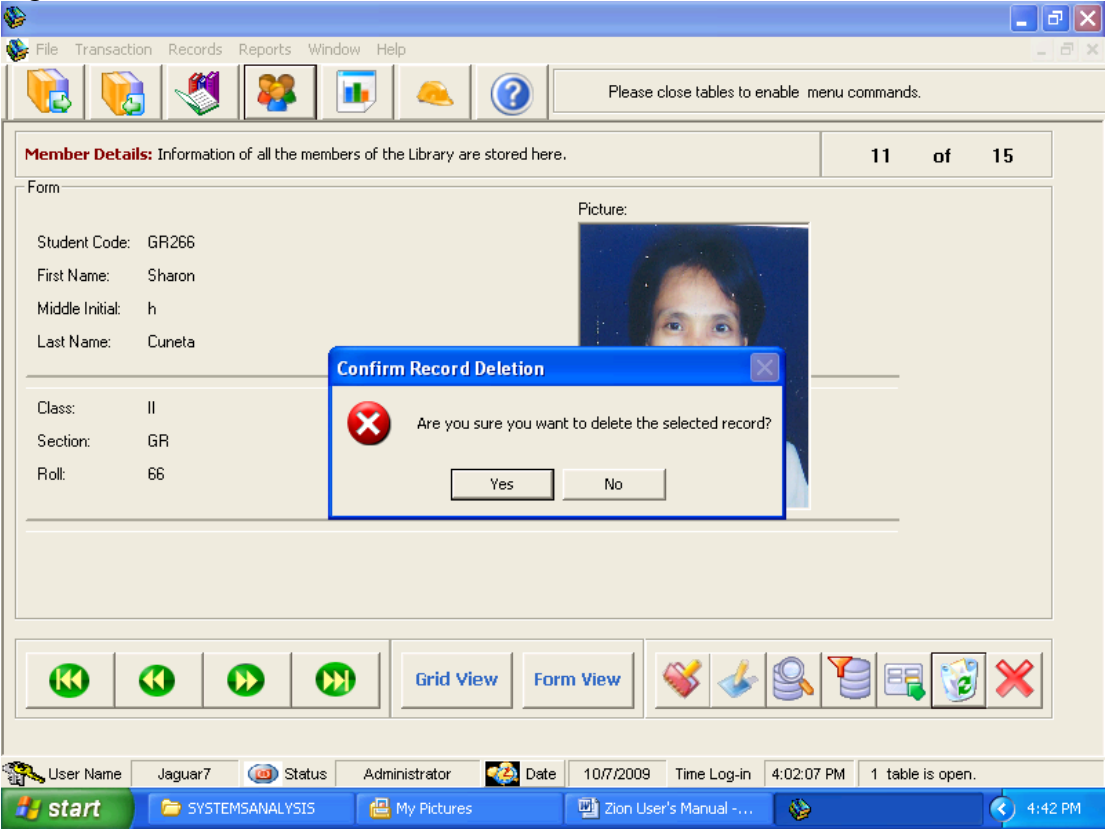 File Transaction Records Reports Window Help
Please close tables to enable menu commands.
Member Details: Information of all the members of the Library are stored here.
11 of 15
Form
Picture:
Student Code: GR266
First Name: Sharon
Middle Initial: h
Last Name: Cuneta
Confirm Record Deletion
Are you sure you want to delete the selected record?
Yes No
Class: II
Section: GR
Roll: 66
Grid View Form View
User Name Jaguar7 Status Administrator Date 10/7/2009 Time Log-in 4:02:07 PM 1 table is open.
start SYSTEMSANALYSIS My Pictures Zion User's Manual -... 4:42 PM